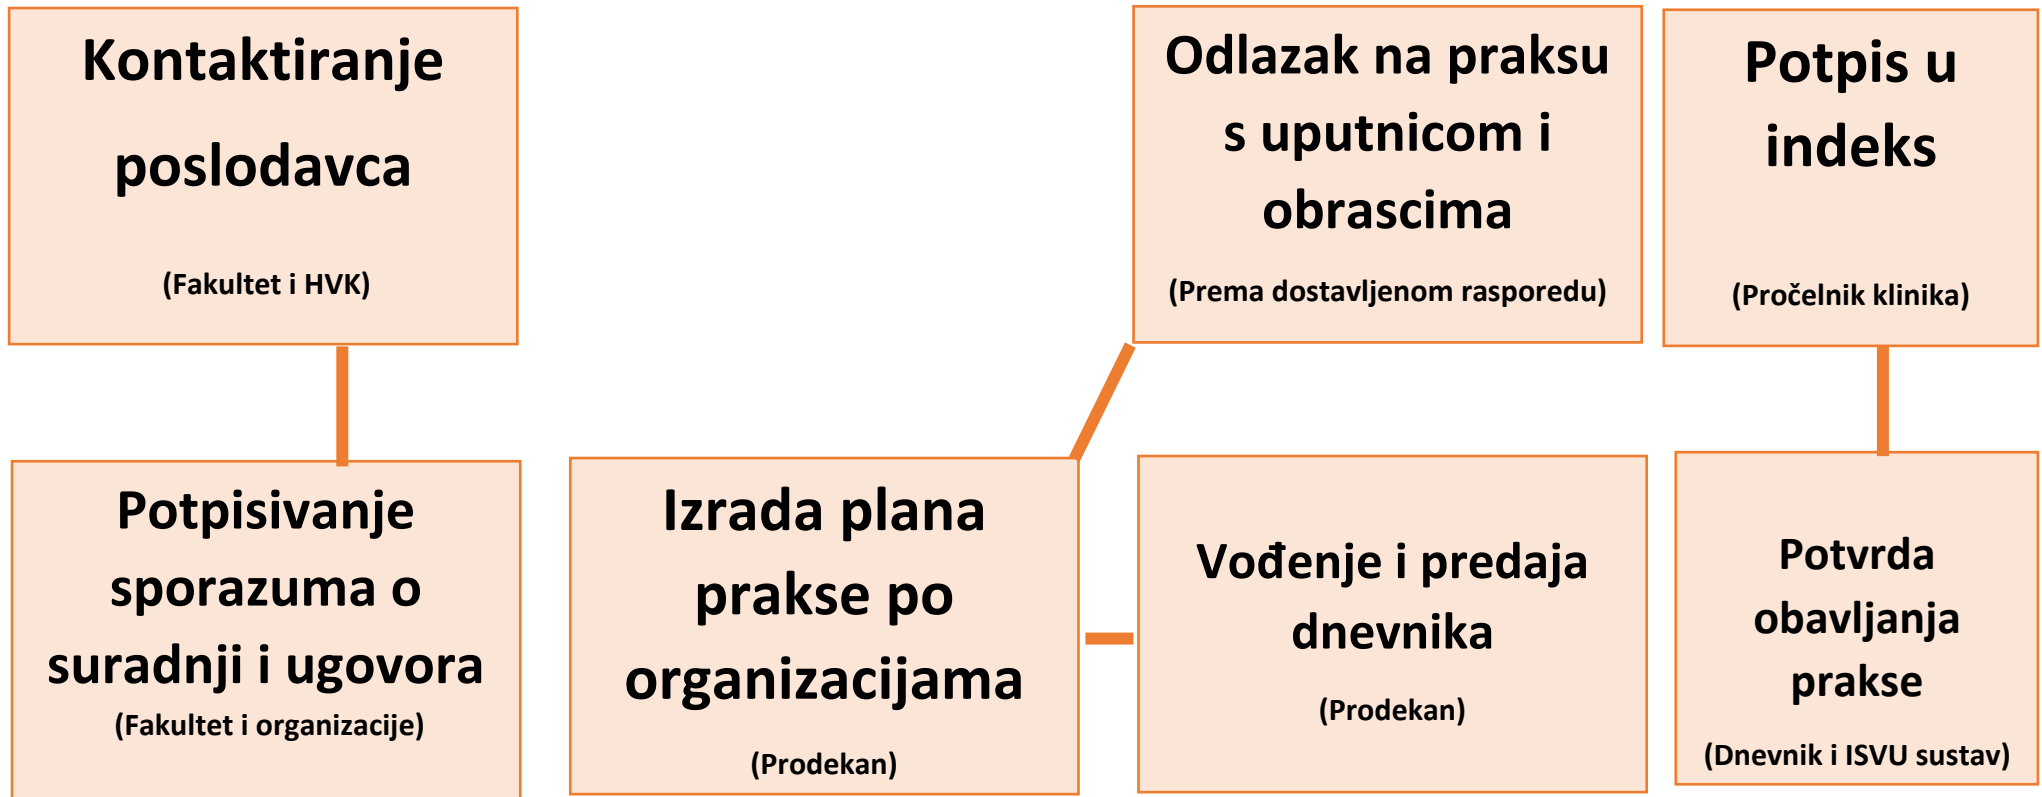 Kontaktiranje
poslodavca
(Fakultet i HVK)
Odlazak na praksu
s uputnicom i
obrascima
(Prema dostavljenom rasporedu)
Potpis u
indeks
(Pročelnik klinika)
Potpisivanje
sporazuma o
suradnji i ugovora
(Fakultet i organizacije)
Izrada plana
prakse po
organizacijama
(Prodekan)
Vođenje i predaja
dnevnika
(Prodekan)
Potvrda
obavljanja
prakse
(Dnevnik i ISVU sustav)